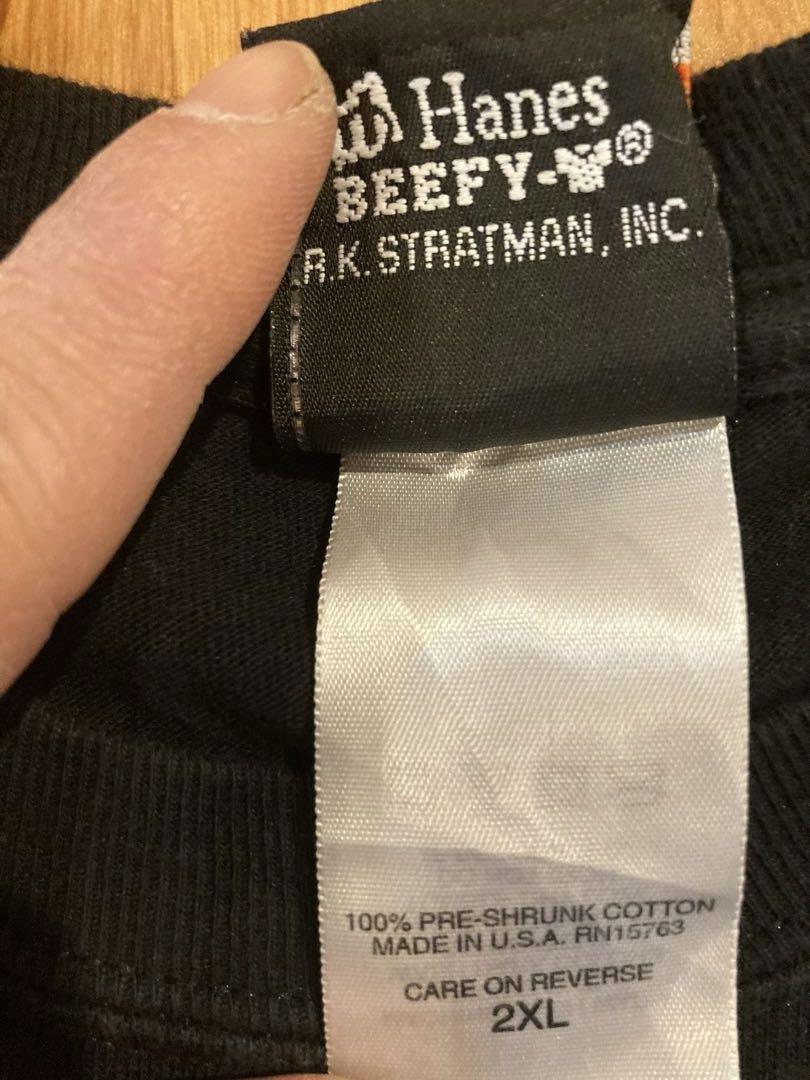 Hanes
BEEFY-T®
R.K. STRATMAN, INC.
100% PRE-SHRUNK COTTON
MADE IN U.S.A. RN15763
CARE ON REVERSE
2XL